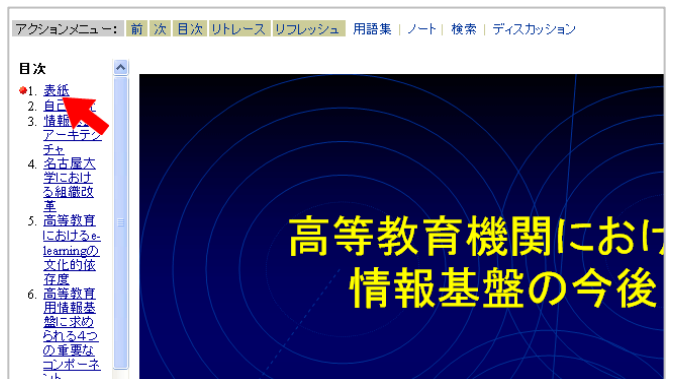 アクションメニュー: 前 次 目次 リトレース リフレッシュ 用語集 | ノート | 検索 | ディスカッション
目次
1. 表紙
2. 自己
3. 情報
アーキテク
チャ
4. 名古屋大
学におけ
る組織改
革
5. 高等教育
におけるe-
learningの
文化的依
存度
6. 高等教育
用情報基
盤に求め
られる4つ
の重要な
コンポーネ
ント
高等教育機関におけ
情報基盤の今後